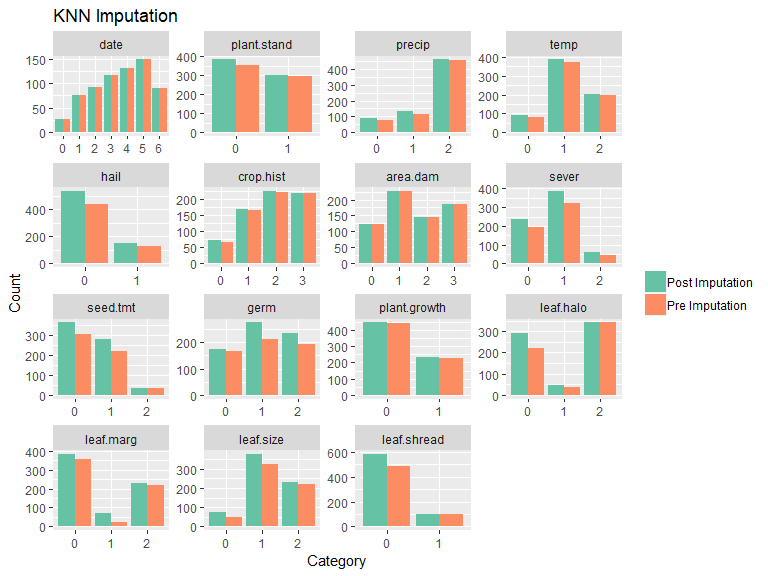 KNN Imputation
date plant.stand precip temp
150 100 50 0
400 300 200 100 0
400 300 200 100 0
400 300 200 100 0
0 1 2 3 4 5 6
0 1
0 1 2
0 1 2
hail crop.hist area.dam sever
400 200 0
200 150 100 50 0
200 150 100 50 0
400 300 200 100 0
0 1
0 1 2 3
0 1 2 3
0 1 2
seed.tmt germ plant.growth leaf.halo
300 200 100 0
200 100 0
400 300 200 100 0
300 200 100 0
0 1 2
0 1 2
0 1
0 1 2
leaf.marg leaf.size leaf.shread
400 300 200 100 0
300 200 100 0
600 400 200 0
0 1 2
0 1 2
0 1
Category
Count
Post Imputation
Pre Imputation